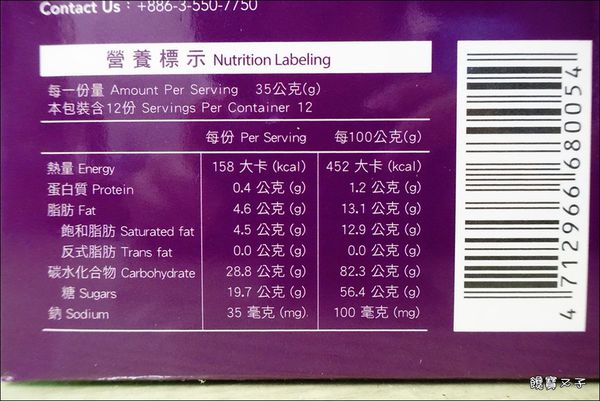 Contact Us : +886-3-550-7750
營養標示 Nutrition Labeling
每一份量 Amount Per Serving 35公克(g)
本包裝含12份 Servings Per Container 12
每份 Per Serving 每100公克(g)
熱量 Energy 158 大卡 (kcal) 452 大卡 (kcal)
蛋白質 Protein 0.4 公克 (g) 1.2 公克 (g)
脂肪 Fat 4.6 公克 (g) 13.1 公克 (g)
飽和脂肪 Saturated fat 4.5 公克 (g) 12.9 公克 (g)
反式脂肪 Trans fat 0.0 公克 (g) 0.0 公克 (g)
碳水化合物 Carbohydrate 28.8 公克 (g) 82.3 公克 (g)
糖 Sugars 19.7 公克 (g) 56.4 公克 (g)
鈉 Sodium 35 毫克 (mg) 100 毫克 (mg)
4 712966 680054
饞寶又子